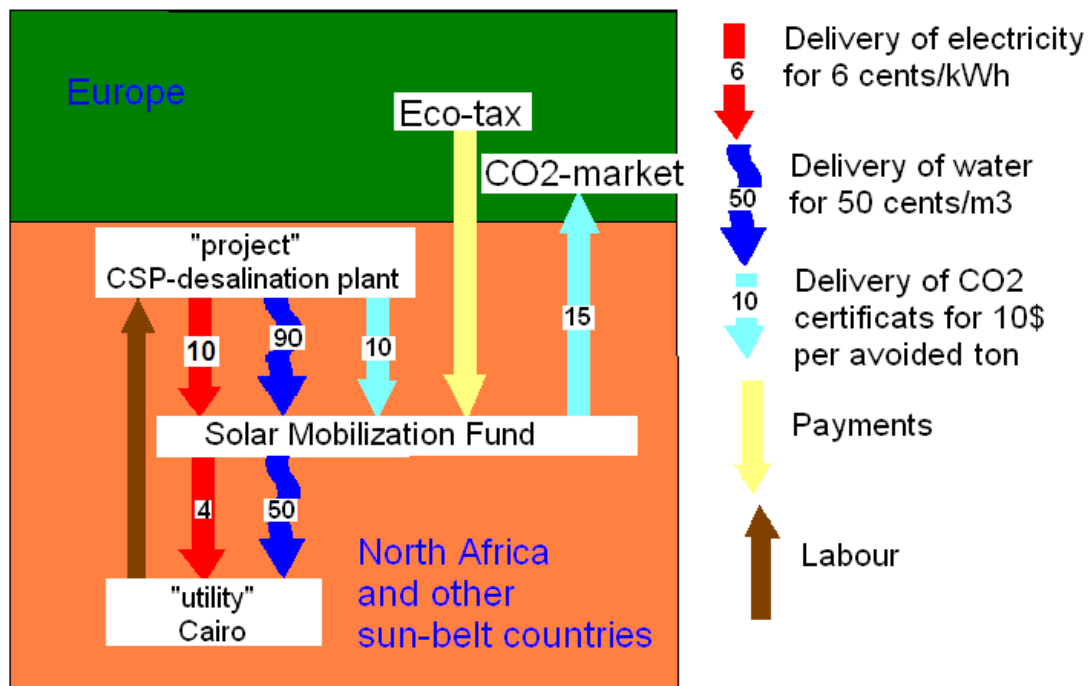 Europe
Eco-tax
CO2-market
"project"
CSP-desalination plant
10
90
10
15
Solar Mobilization Fund
4
50
"utility"
Cairo
North Africa
and other
sun-belt countries
6
Delivery of electricity
for 6 cents/kWh
50
Delivery of water
for 50 cents/m3
10
Delivery of CO2
certificats for 10$
per avoided ton
Payments
Labour